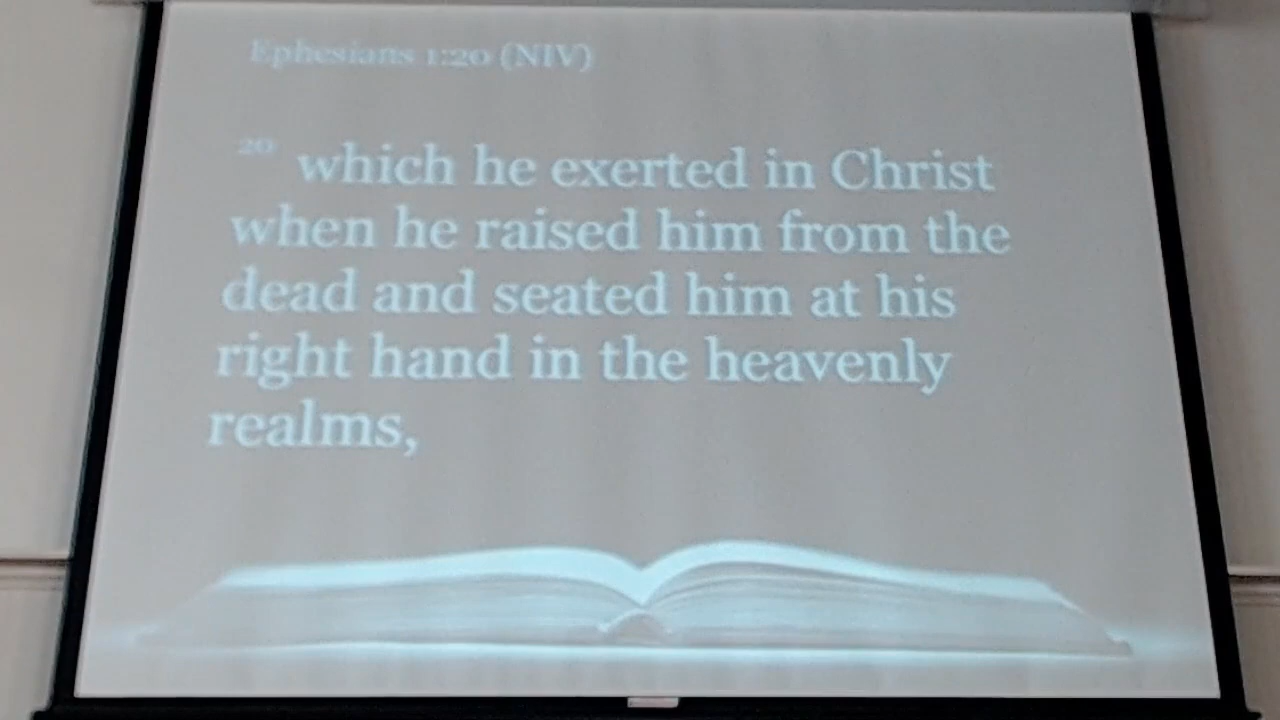 Ephesians 1:20 (NIV)
20 which he exerted in Christ
when he raised him from the
dead and seated him at his
right hand in the heavenly
realms,